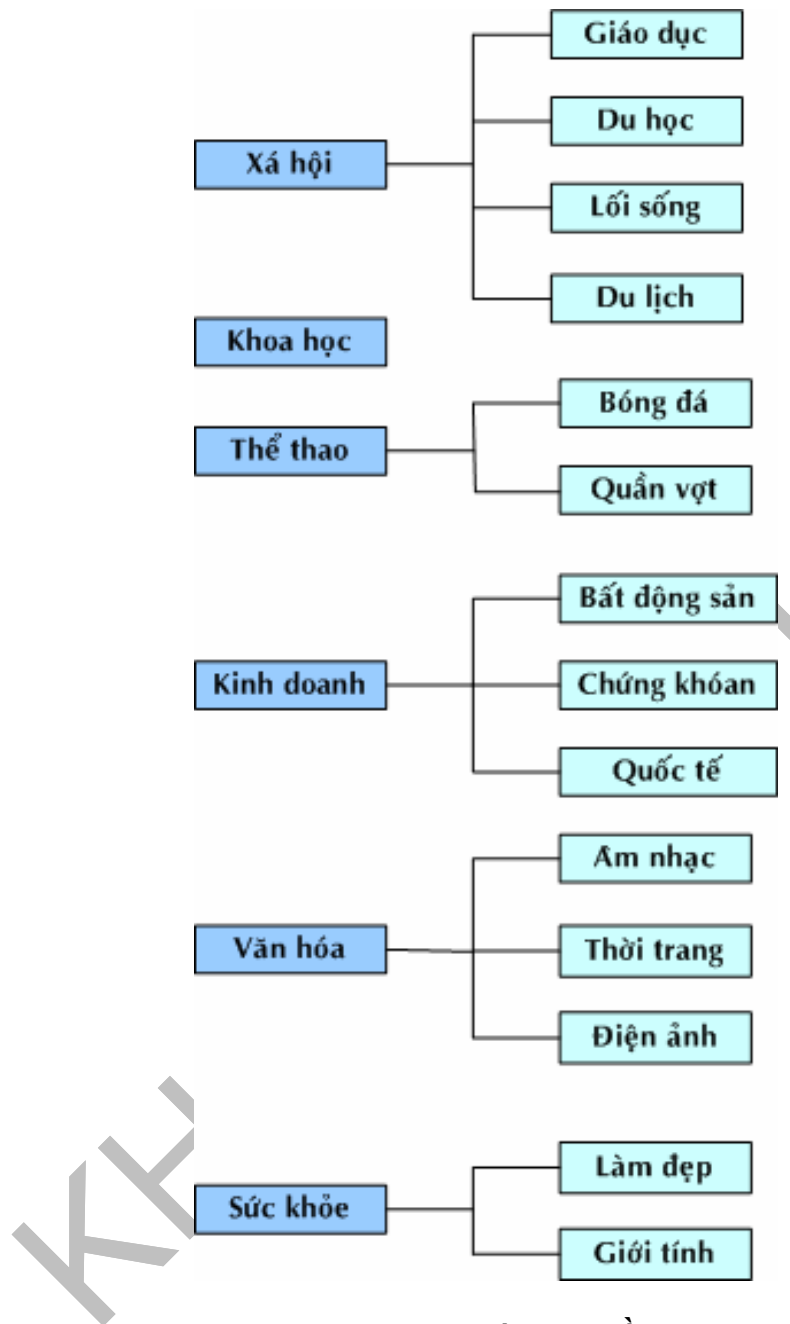 Giáo dục
Du học
Xá hội
Lối sống
Du lịch
Khoa học
Bóng đá
Thể thao
Quần vợt
Bất động sản
Kinh doanh
Chứng khóan
Quốc tế
Âm nhạc
Văn hóa
Thời trang
Điện ảnh
Làm đẹp
Sức khỏe
Giới tính
KH